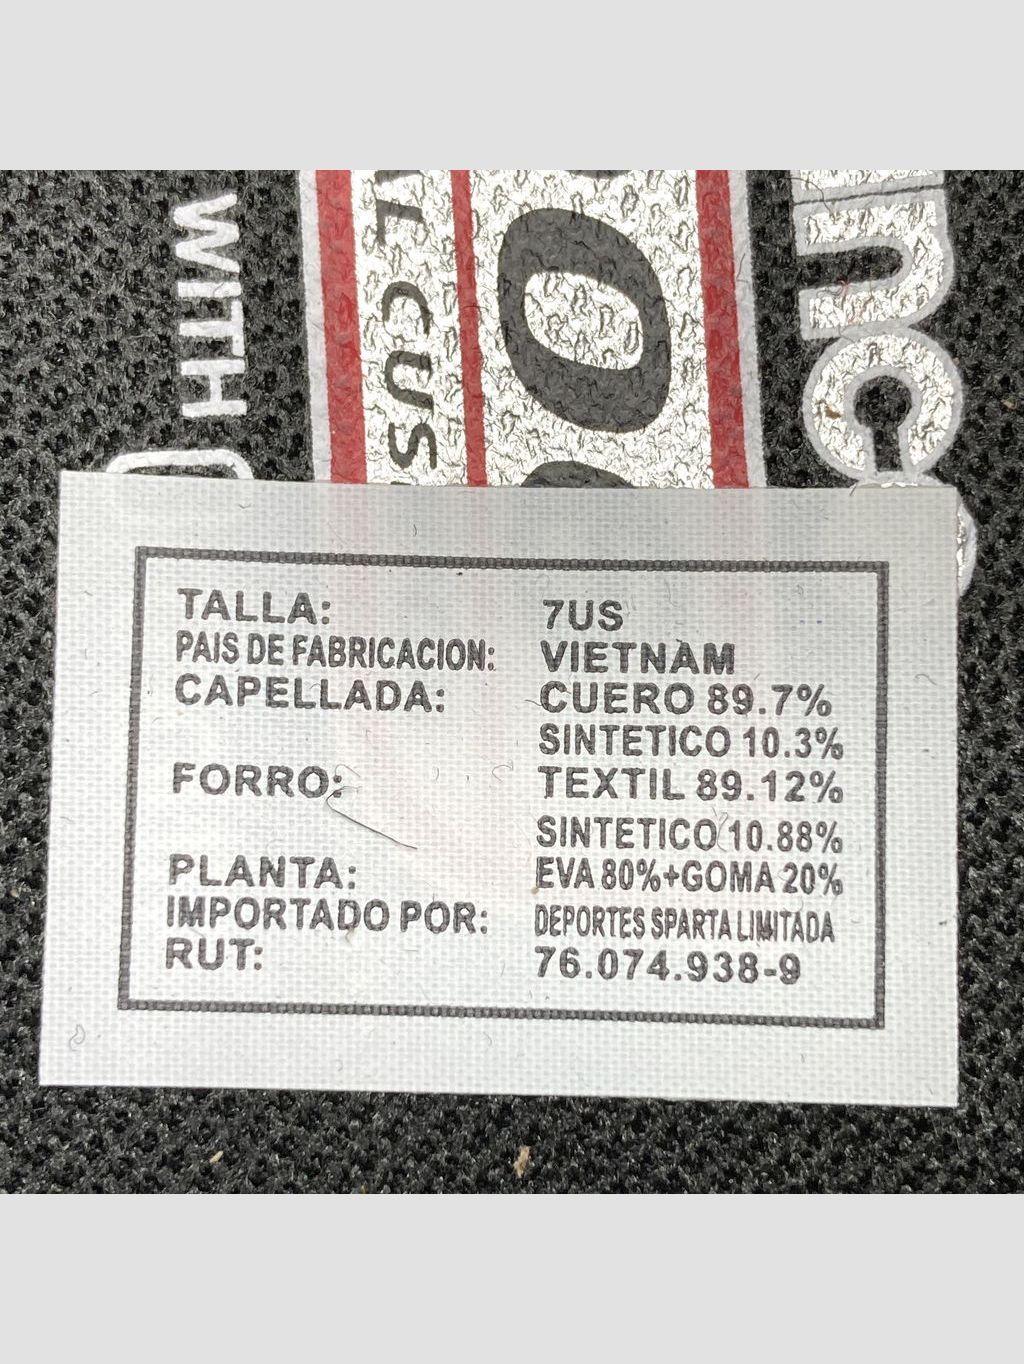 WITH
TALLA: 7US
PAIS DE FABRICACION: VIETNAM
CAPELLADA: CUERO 89.7%
SINTETICO 10.3%
FORRO: TEXTIL 89.12%
SINTETICO 10.88%
PLANTA: EVA 80%+GOMA 20%
IMPORTADO POR: DEPORTES SPARTA LIMITADA
RUT: 76.074.938-9